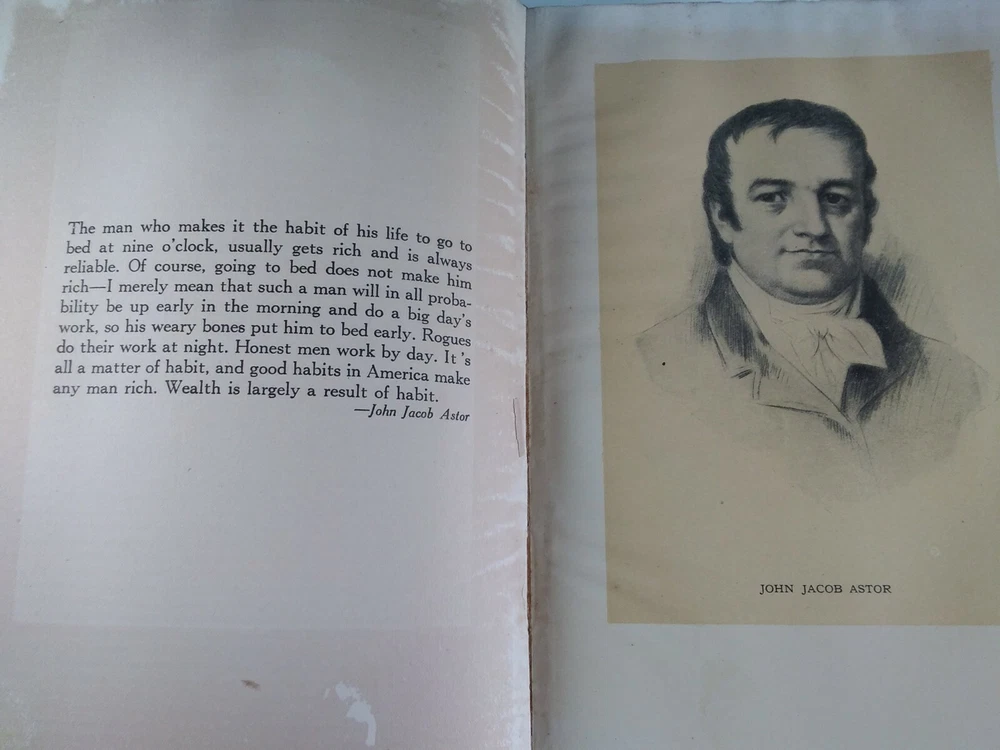 The man who makes it the habit of his life to go to
bed at nine o'clock, usually gets rich and is always
reliable. Of course, going to bed does not make him
rich—I merely mean that such a man will in all proba-
bility be up early in the morning and do a big day's
work, so his weary bones put him to bed early. Rogues
do their work at night. Honest men work by day. It's
all a matter of habit, and good habits in America make
any man rich. Wealth is largely a result of habit.
—John Jacob Astor
JOHN JACOB ASTOR